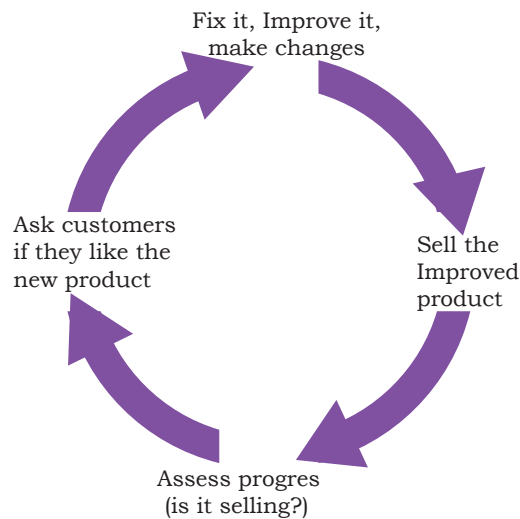 Fix it, Improve it,
make changes
Sell the
Improved
product
Assess progres
(is it selling?)
Ask customers
if they like the
new product